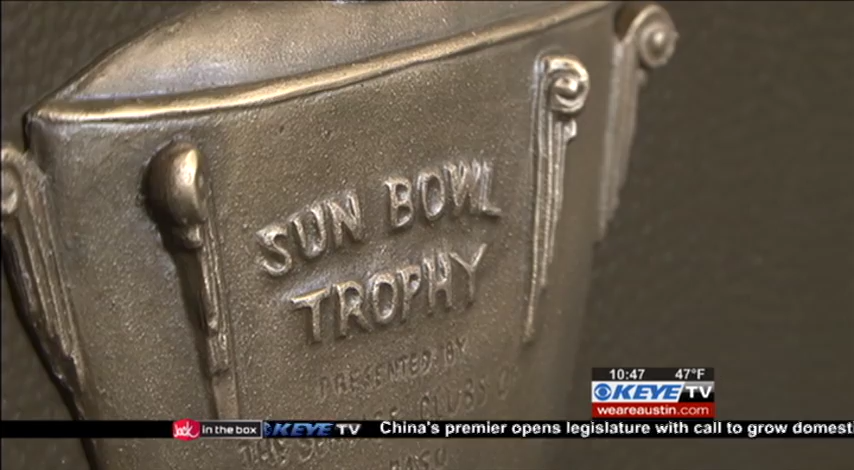 SUN BOWL
TROPHY
PRESENTED BY
10:47 47°F
KEYE TV
weareaustin.com
Jack in the box KEYE TV China's premier opens legislature with call to grow domest